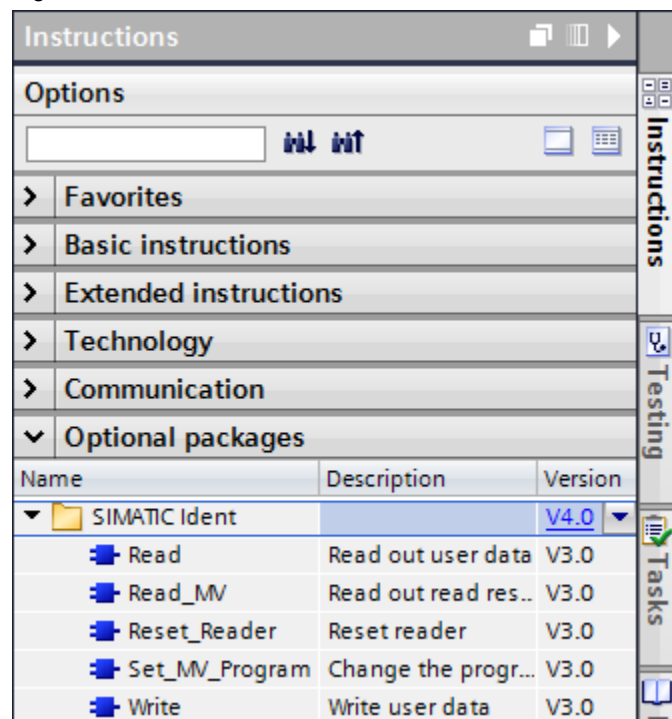 Instructions
Options
Favorites
Basic instructions
Extended instructions
Technology
Communication
Optional packages
Name Description Version
SIMATIC Ident V4.0
Read Read out user data V3.0
Read_MV Read out read res.. V3.0
Reset_Reader Reset reader V3.0
Set_MV_Program Change the progr... V3.0
Write Write user data V3.0
Instructions
Testing
Tasks